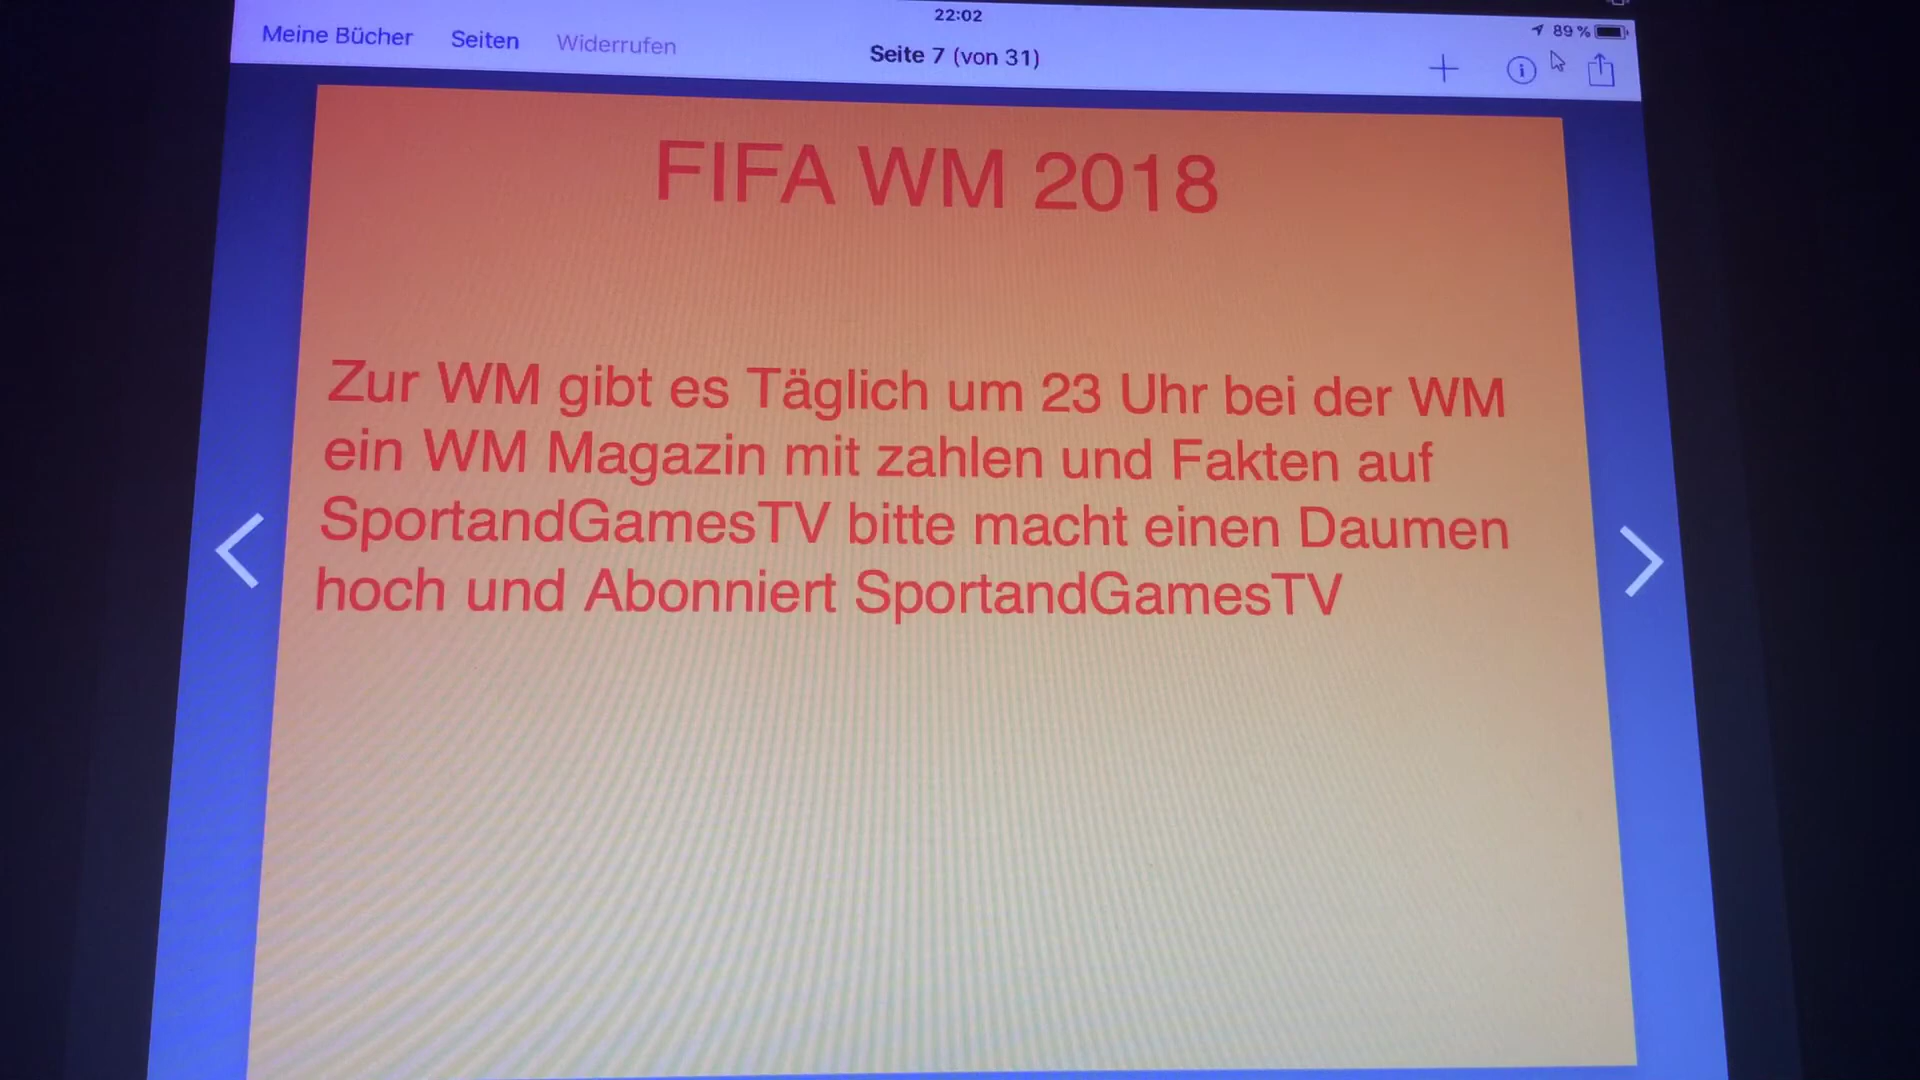 22:02
89 %
Meine Bücher Seiten Widerrufen
Seite 7 (von 31)
FIFA WM 2018
Zur WM gibt es Täglich um 23 Uhr bei der WM
ein WM Magazin mit zahlen und Fakten auf
SportandGamesTV bitte macht einen Daumen
hoch und Abonniert SportandGamesTV